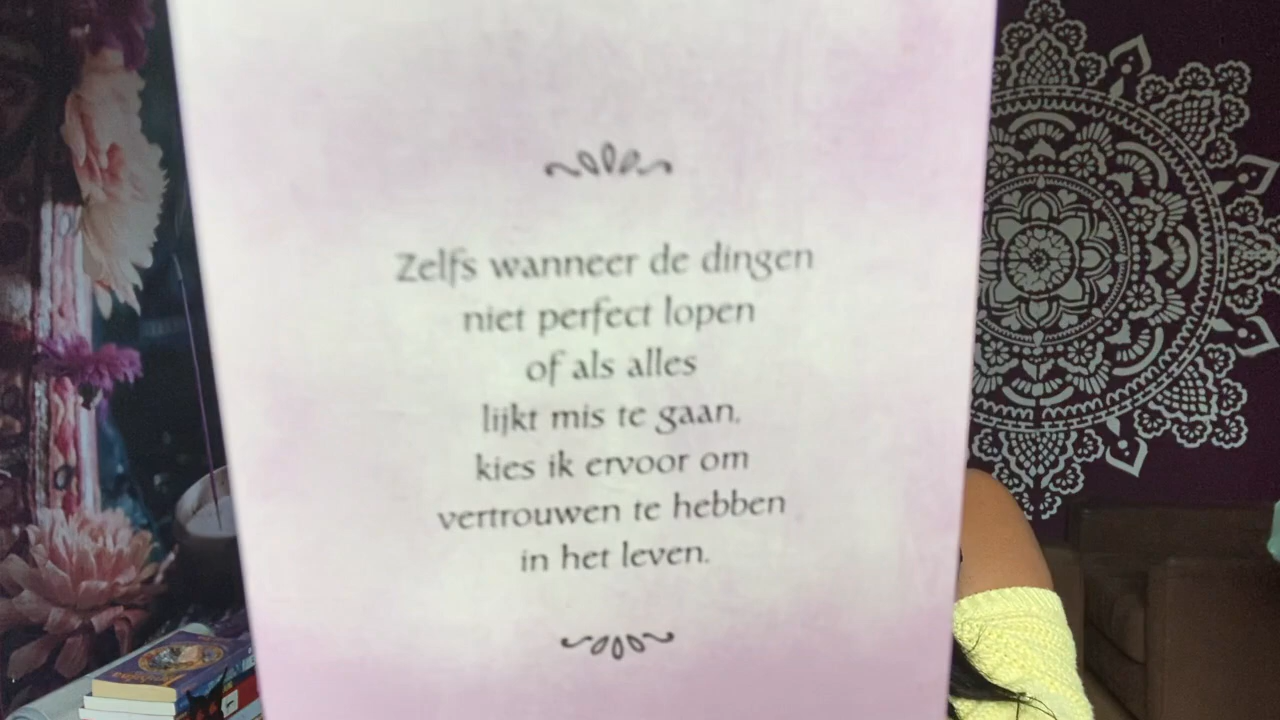 Zelfs wanneer de dingen
niet perfect lopen
of als alles
lijkt mis te gaan,
kies ik ervoor om
vertrouwen te hebben
in het leven.